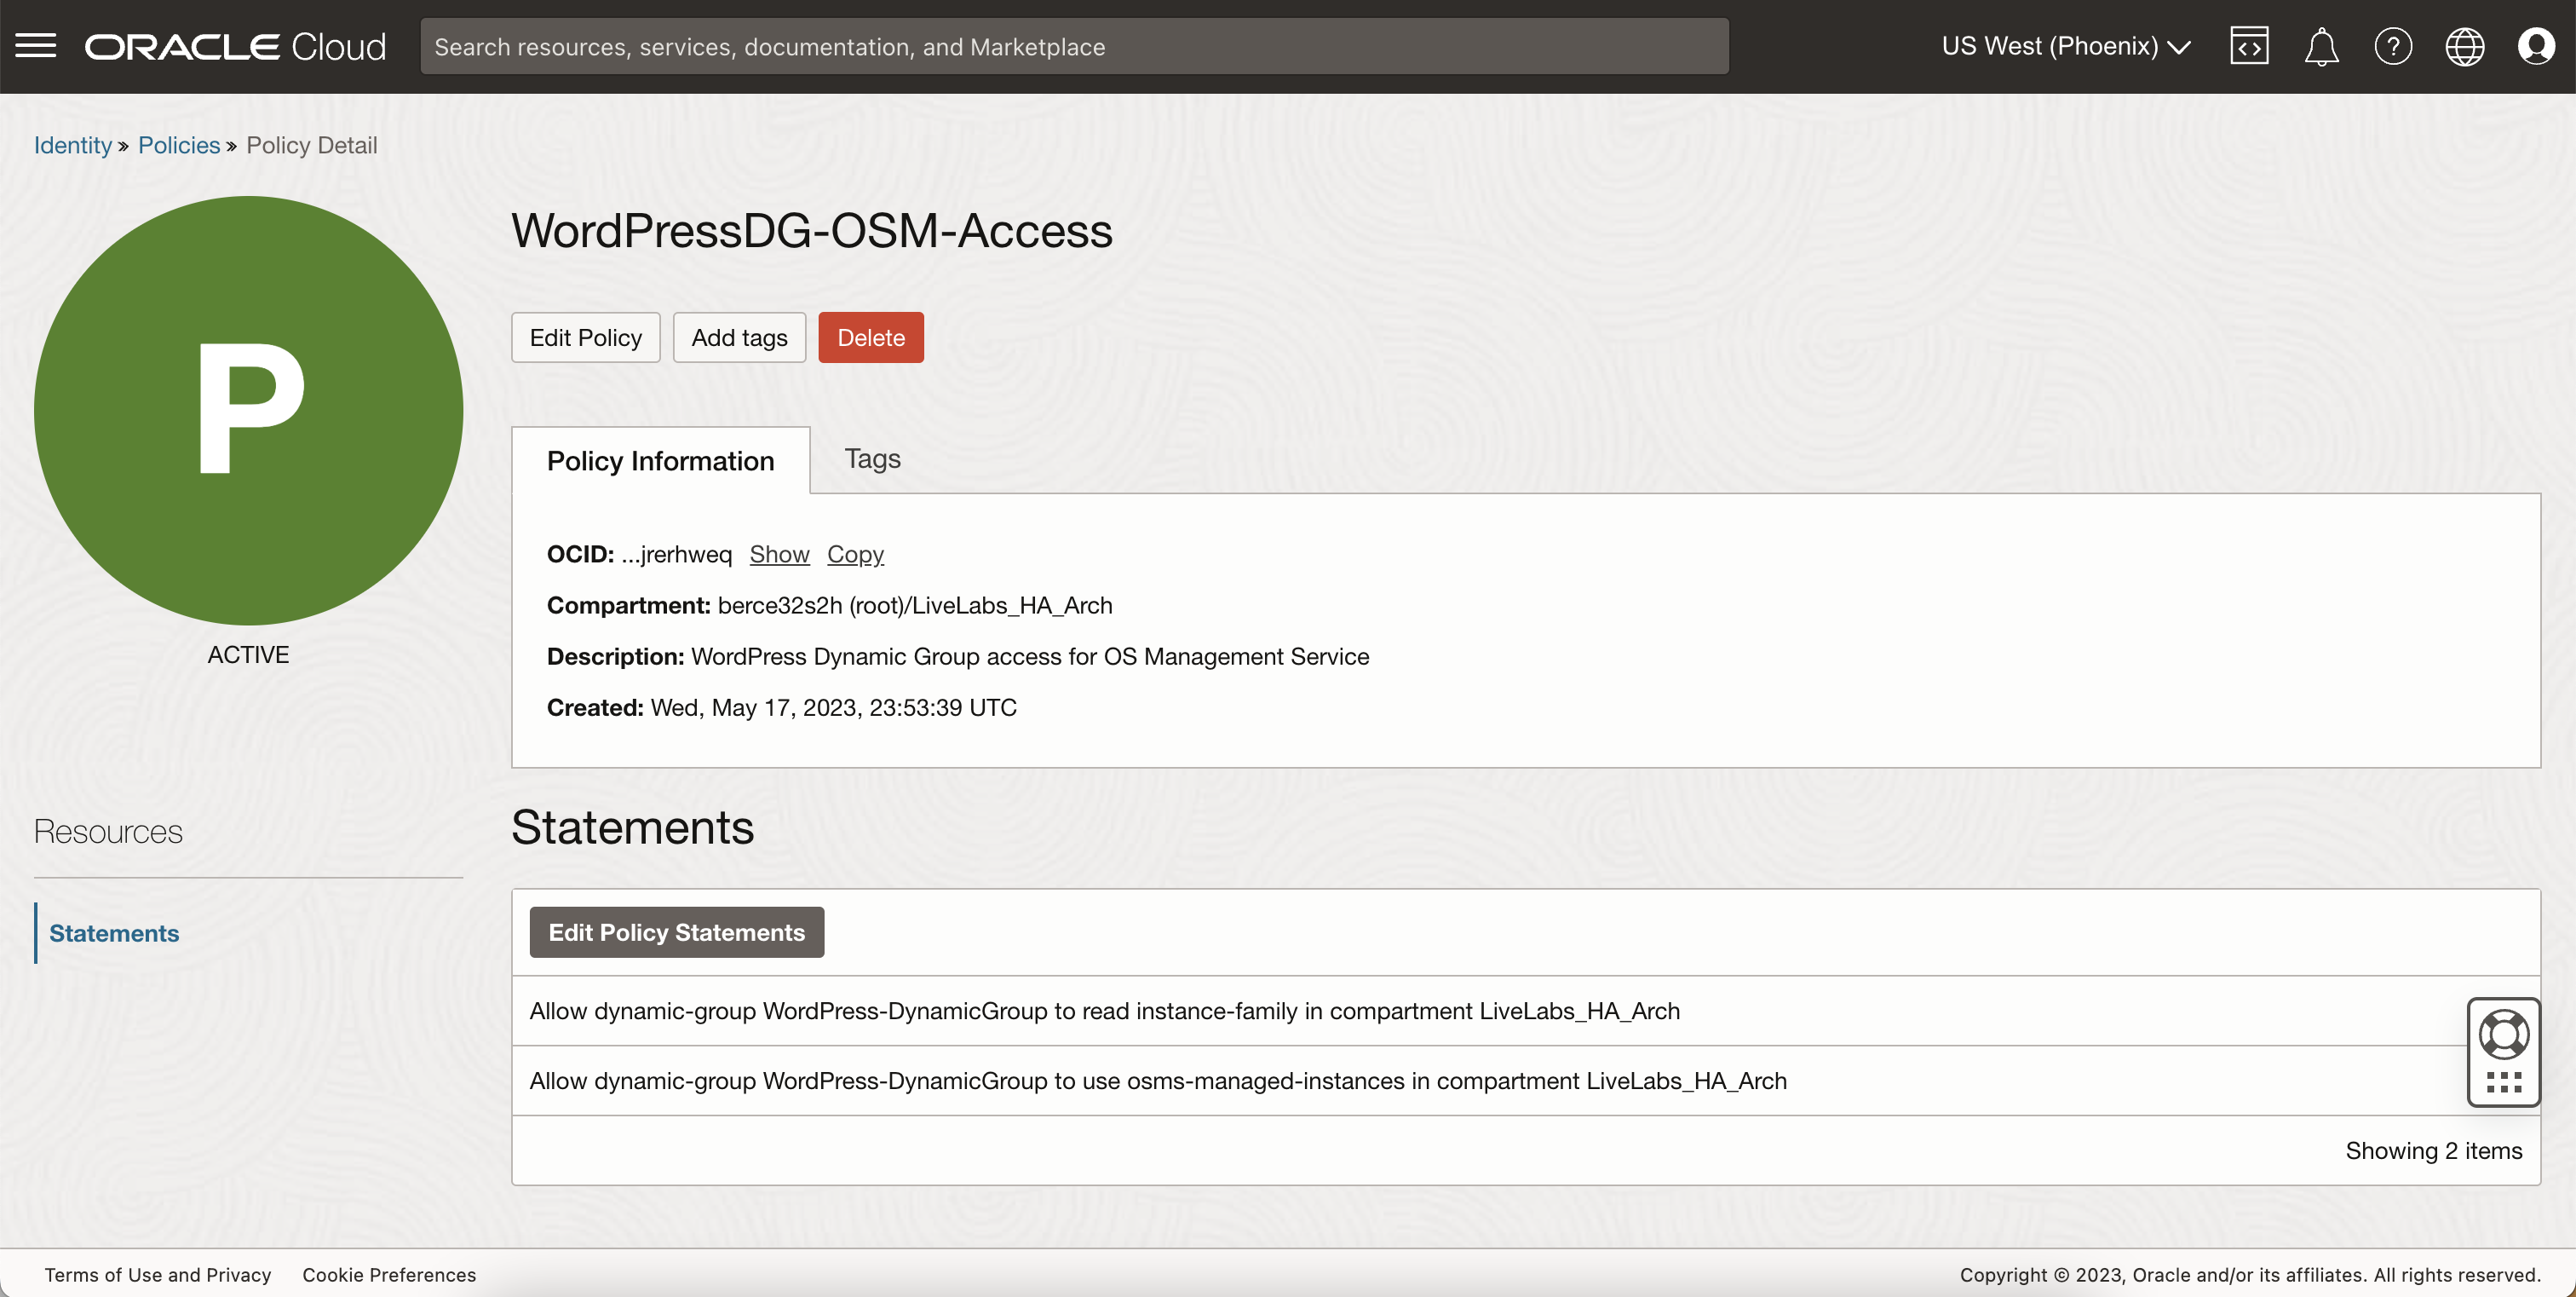 ORACLE Cloud
Search resources, services, documentation, and Marketplace
US West (Phoenix)
Identity » Policies » Policy Detail
P
ACTIVE
WordPressDG-OSM-Access
Edit Policy
Add tags
Delete
Policy Information
Tags
OCID: ...jrerhweq Show Copy
Compartment: berce32s2h (root)/LiveLabs_HA_Arch
Description: WordPress Dynamic Group access for OS Management Service
Created: Wed, May 17, 2023, 23:53:39 UTC
Resources
Statements
Statements
Edit Policy Statements
Allow dynamic-group WordPress-DynamicGroup to read instance-family in compartment LiveLabs_HA_Arch
Allow dynamic-group WordPress-DynamicGroup to use osms-managed-instances in compartment LiveLabs_HA_Arch
Showing 2 items
Terms of Use and Privacy
Cookie Preferences
Copyright © 2023, Oracle and/or its affiliates. All rights reserved.